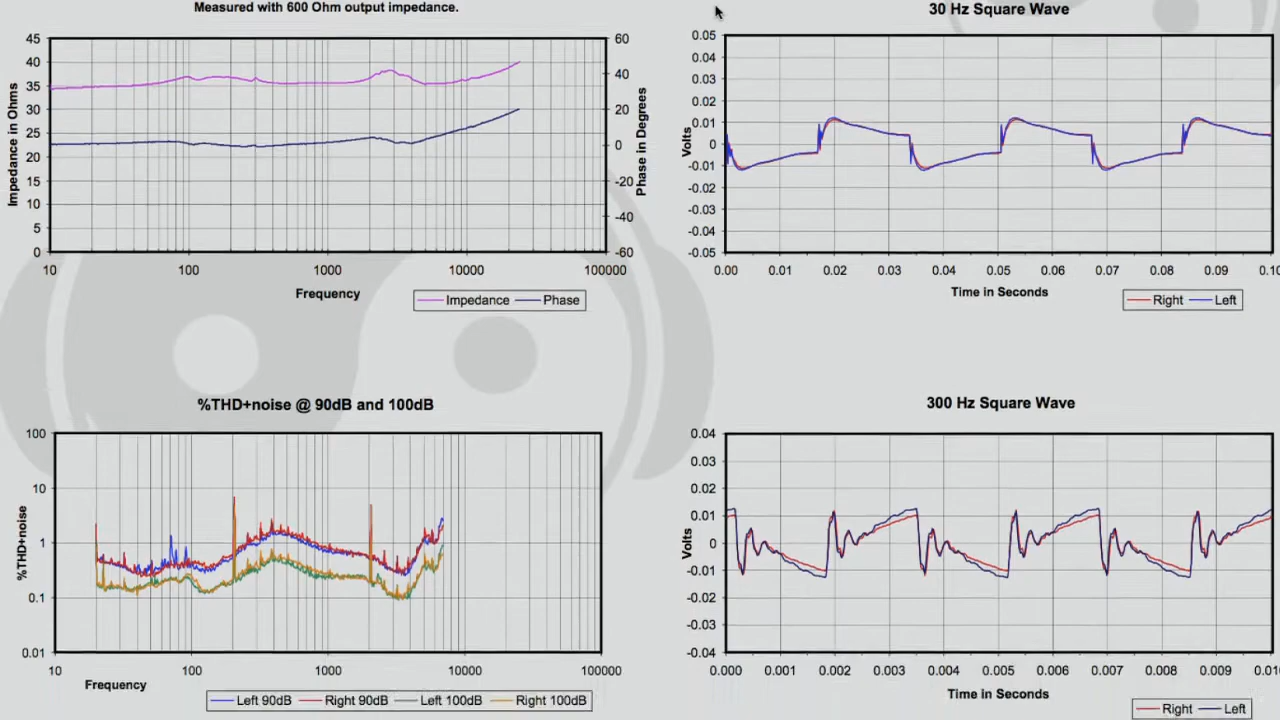 Measured with 600 Ohm output impedance.
45
40
35
30
25
20
15
10
5
0
Impedance in Ohms
60
40
20
0
-20
-40
-60
Phase in Degrees
10 100 1000 10000 100000
Frequency
Impedance Phase
30 Hz Square Wave
0.05
0.04
0.03
0.02
0.01
0
-0.01
-0.02
-0.03
-0.04
-0.05
Volts
0.00 0.01 0.02 0.03 0.04 0.05 0.06 0.07 0.08 0.09 0.10
Time in Seconds
Right Left
%THD+noise @ 90dB and 100dB
100
10
1
0.1
0.01
%THD+noise
10 100 1000 10000 100000
Frequency
Left 90dB Right 90dB Left 100dB Right 100dB
300 Hz Square Wave
0.04
0.03
0.02
0.01
0
-0.01
-0.02
-0.03
-0.04
Volts
0.000 0.001 0.002 0.003 0.004 0.005 0.006 0.007 0.008 0.009 0.010
Time in Seconds
Right Left